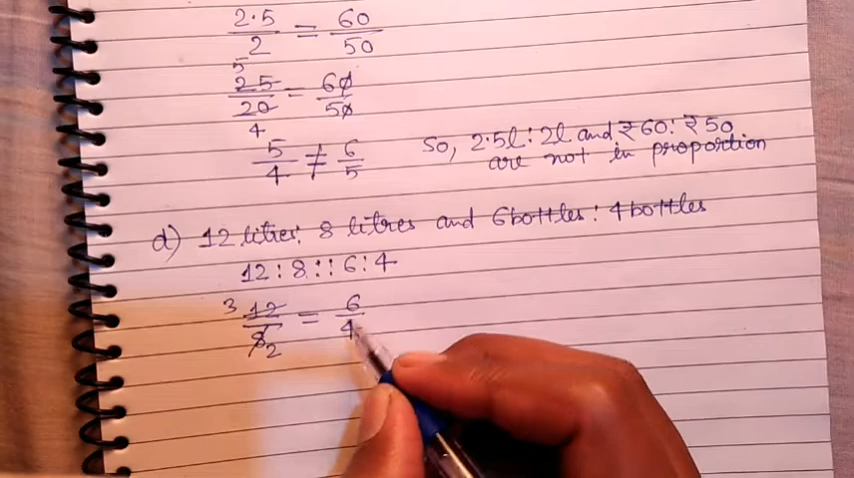 2.5/2 = 60/50
5
25/20 = 60/50
4
5/4 ≠ 6/5
So, 2.5l : 2l and ₹60 : ₹50
are not in proportion
d) 12 litres : 8 litres and 6 bottles : 4 bottles
12 : 8 :: 6 : 4
3 12/8 2 = 6/4